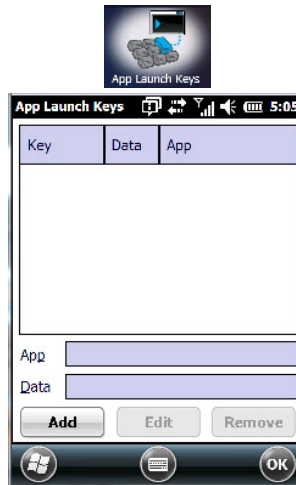 App Launch Keys
App Launch Keys 5:05
Key Data App
App
Data
Add Edit Remove
OK